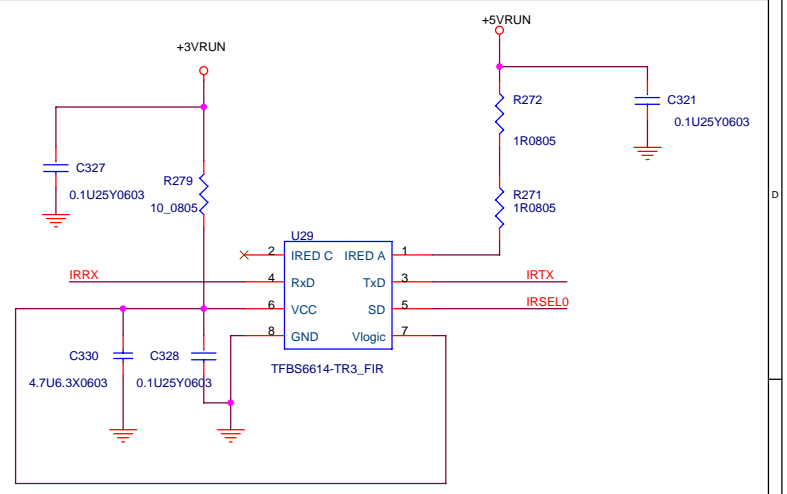 +5VRUN
+3VRUN
R272
1R0805
C321
0.1U25Y0603
C327
0.1U25Y0603
R279
10_0805
R271
1R0805
D
U29
2 IRED C IRED A 1
IRRX 4 RxD TxD 3 IRTX
6 VCC SD 5 IRSEL0
8 GND Vlogic 7
C330
4.7U6.3X0603
C328
0.1U25Y0603
TFBS6614-TR3_FIR